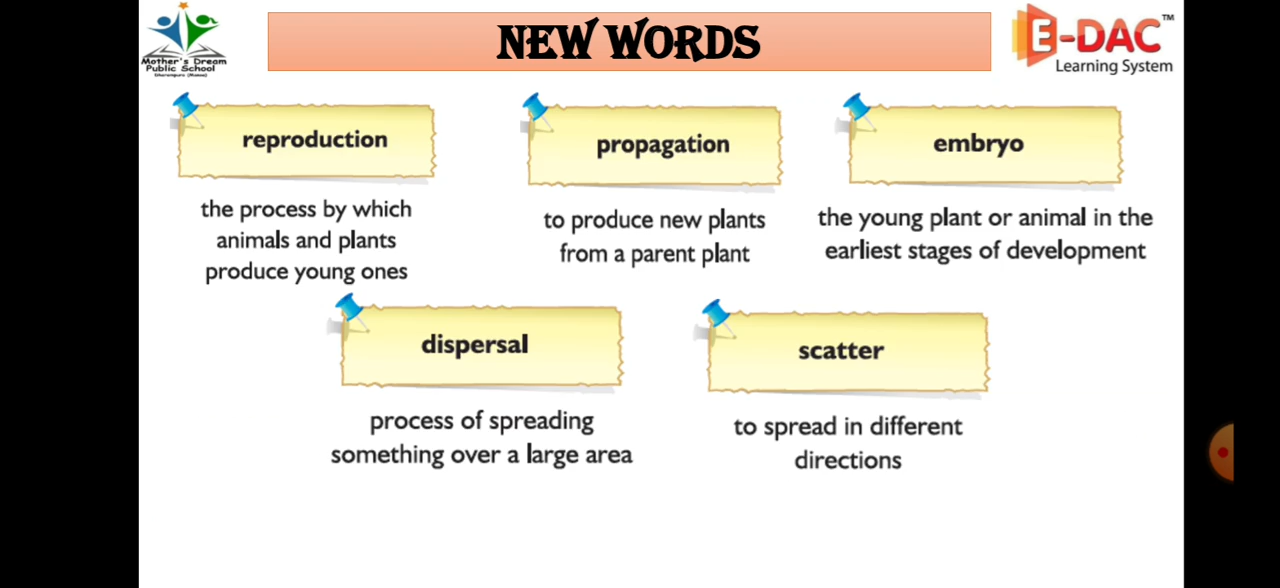 NEW WORDS
Mother's Dream
Public School
E-DAC™
Learning System
reproduction
the process by which
animals and plants
produce young ones
propagation
to produce new plants
from a parent plant
embryo
the young plant or animal in the
earliest stages of development
dispersal
process of spreading
something over a large area
scatter
to spread in different
directions